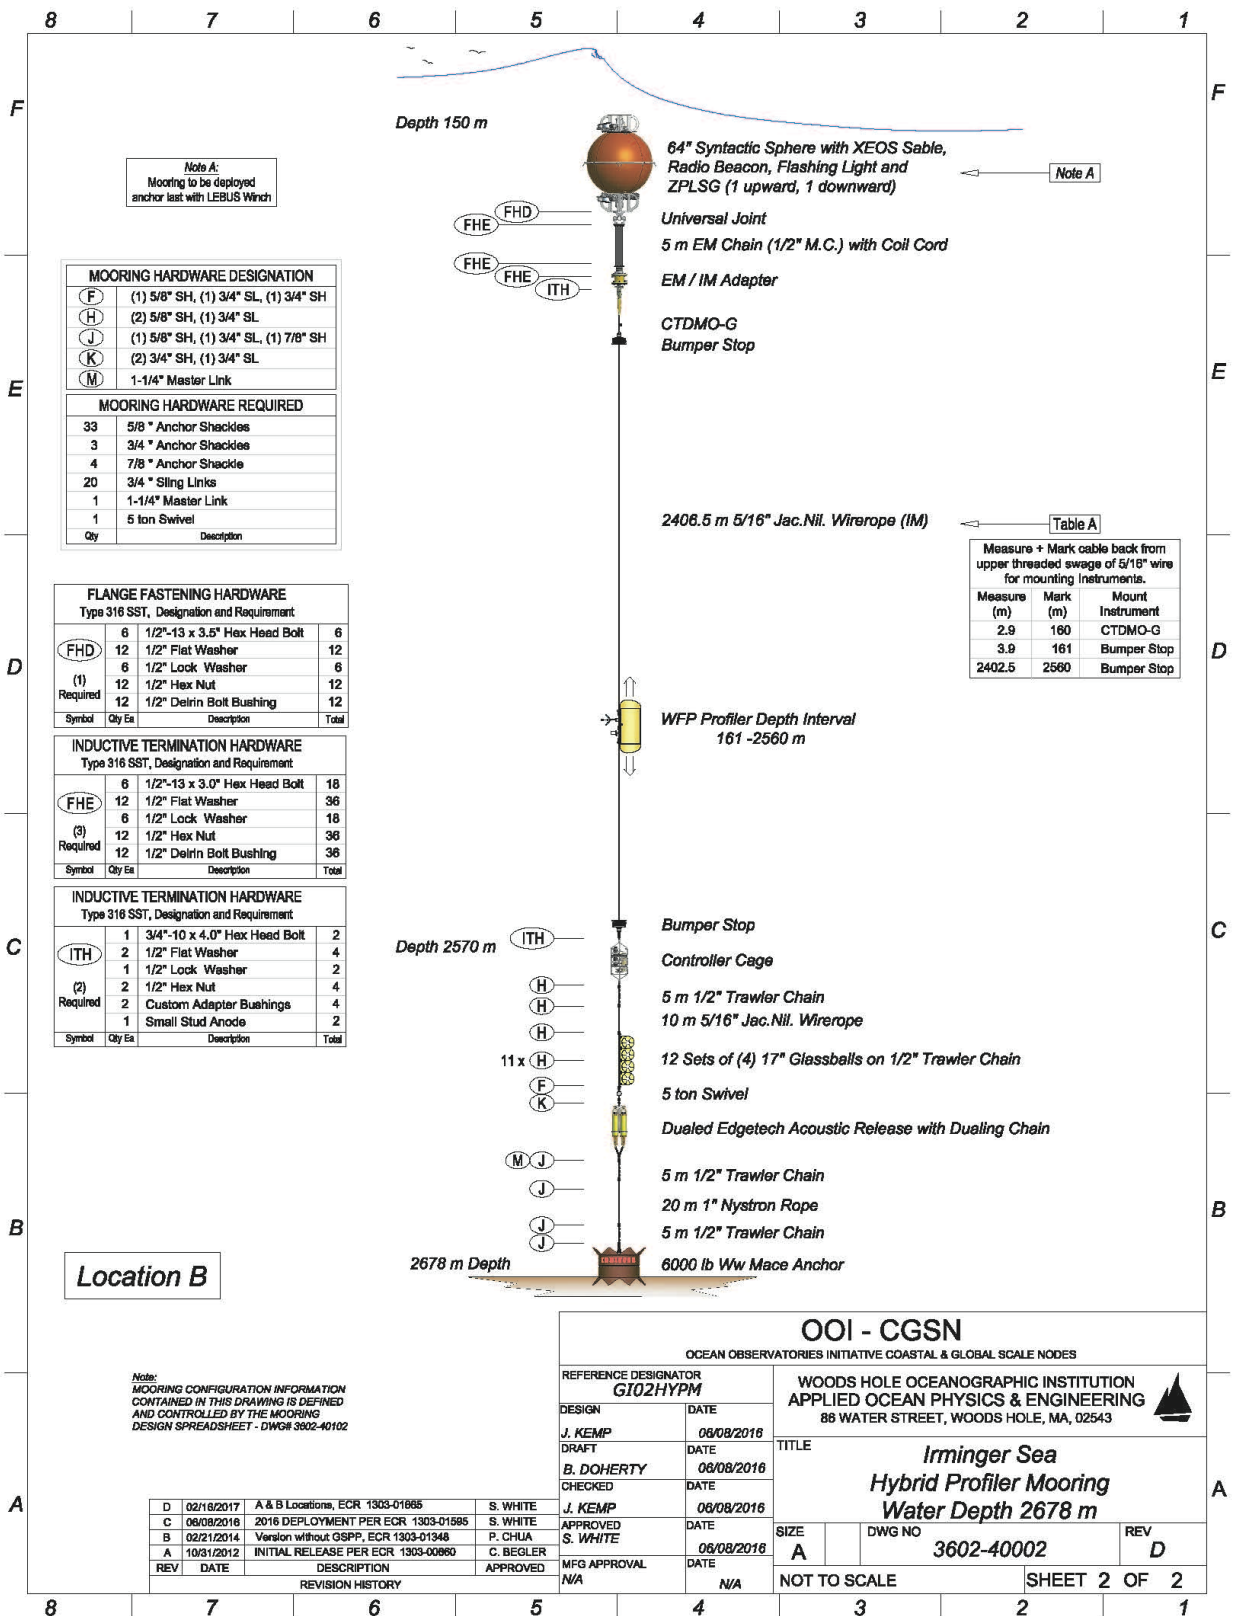 8 7 6 5 4 3 2 1
F
F
Depth 150 m
64" Syntactic Sphere with XEOS Sable,
Radio Beacon, Flashing Light and
ZPLSG (1 upward, 1 downward)
Note A
Note A:
Mooring to be deployed
anchor last with LEBUS Winch
FHD
FHE
Universal Joint
5 m EM Chain (1/2" M.C.) with Coil Cord
FHE
FHE
ITH
EM / IM Adapter
CTDMO-G
Bumper Stop
MOORING HARDWARE DESIGNATION
F (1) 5/8" SH, (1) 3/4" SL, (1) 3/4" SH
H (2) 5/8" SH, (1) 3/4" SL
J (1) 5/8" SH, (1) 3/4" SL, (1) 7/8" SH
K (2) 3/4" SH, (1) 3/4" SL
M 1-1/4" Master Link
E
E
MOORING HARDWARE REQUIRED
33 5/8 " Anchor Shackles
3 3/4 " Anchor Shackles
4 7/8 " Anchor Shackle
20 3/4 " Sling Links
1 1-1/4" Master Link
1 5 ton Swivel
Qty Description
2406.5 m 5/16" Jac.Nil. Wirerope (IM)
Table A
Measure + Mark cable back from
upper threaded swage of 5/16" wire
for mounting Instruments.
Measure (m) Mark (m) Mount Instrument
2.9 160 CTDMO-G
3.9 161 Bumper Stop
2402.5 2560 Bumper Stop
FLANGE FASTENING HARDWARE
Type 316 SST, Designation and Requirement
FHD
(1)
Required
6 1/2"-13 x 3.5" Hex Head Bolt 6
12 1/2" Flat Washer 12
6 1/2" Lock Washer 6
12 1/2" Hex Nut 12
12 1/2" Delrin Bolt Bushing 12
Symbol Qty Ea Description Total
D
D
WFP Profiler Depth Interval
161 -2560 m
INDUCTIVE TERMINATION HARDWARE
Type 316 SST, Designation and Requirement
FHE
(3)
Required
6 1/2"-13 x 3.0" Hex Head Bolt 18
12 1/2" Flat Washer 36
6 1/2" Lock Washer 18
12 1/2" Hex Nut 36
12 1/2" Delrin Bolt Bushing 36
Symbol Qty Ea Description Total
INDUCTIVE TERMINATION HARDWARE
Type 316 SST, Designation and Requirement
ITH
(2)
Required
1 3/4"-10 x 4.0" Hex Head Bolt 2
2 1/2" Flat Washer 4
1 1/2" Lock Washer 2
2 1/2" Hex Nut 4
2 Custom Adapter Bushings 4
1 Small Stud Anode 2
Symbol Qty Ea Description Total
C
C
Bumper Stop
Depth 2570 m
ITH
Controller Cage
H
5 m 1/2" Trawler Chain
H
10 m 5/16" Jac.Nil. Wirerope
H
11 x H
12 Sets of (4) 17" Glassballs on 1/2" Trawler Chain
F
5 ton Swivel
K
Dualed Edgetech Acoustic Release with Dualing Chain
M J
5 m 1/2" Trawler Chain
J
20 m 1" Nystron Rope
J
5 m 1/2" Trawler Chain
J
B
B
2678 m Depth
6000 lb Ww Mace Anchor
Location B
Note:
MOORING CONFIGURATION INFORMATION
CONTAINED IN THIS DRAWING IS DEFINED
AND CONTROLLED BY THE MOORING
DESIGN SPREADSHEET - DWG# 3602-40102
OOI - CGSN
OCEAN OBSERVATORIES INITIATIVE COASTAL & GLOBAL SCALE NODES
REFERENCE DESIGNATOR
GI02HYPM
WOODS HOLE OCEANOGRAPHIC INSTITUTION
APPLIED OCEAN PHYSICS & ENGINEERING
86 WATER STREET, WOODS HOLE, MA, 02543
DESIGN DATE
J. KEMP 06/08/2016
DRAFT DATE
B. DOHERTY 06/08/2016
CHECKED DATE
J. KEMP 06/08/2016
APPROVED DATE
S. WHITE 06/08/2016
MFG APPROVAL DATE
N/A N/A
TITLE
Irminger Sea
Hybrid Profiler Mooring
Water Depth 2678 m
SIZE DWG NO REV
A 3602-40002 D
NOT TO SCALE SHEET 2 OF 2
A
A
D 02/16/2017 A & B Locations, ECR 1303-01665 S. WHITE
C 06/08/2016 2016 DEPLOYMENT PER ECR 1303-01595 S. WHITE
B 02/21/2014 Version without GSPP, ECR 1303-01348 P. CHUA
A 10/31/2012 INITIAL RELEASE PER ECR 1303-00860 C. BEGLER
REV DATE DESCRIPTION APPROVED
REVISION HISTORY
8 7 6 5 4 3 2 1